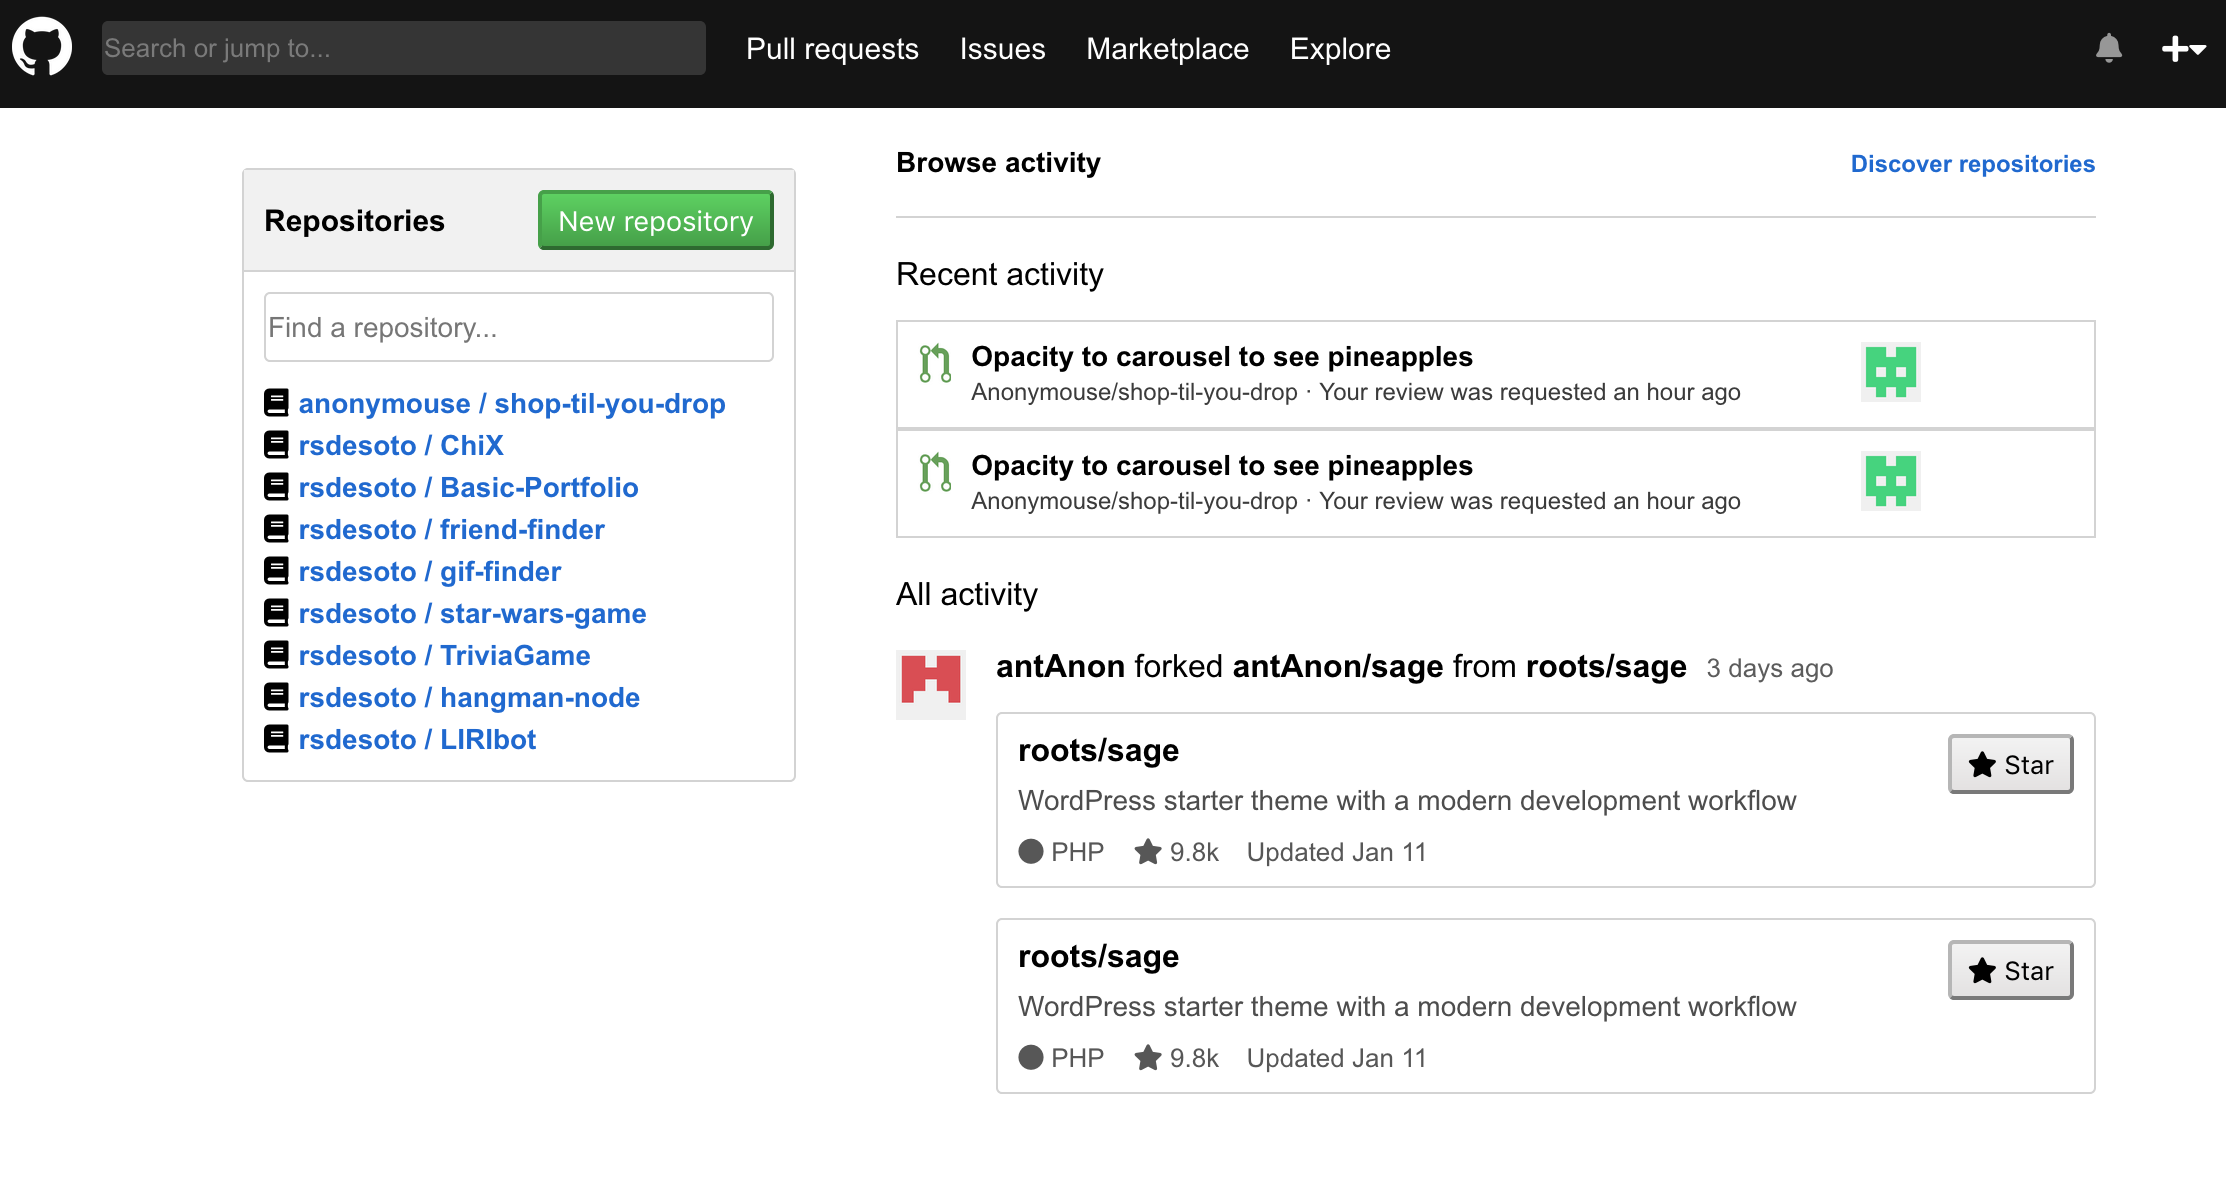 Search or jump to...
Pull requests
Issues
Marketplace
Explore
Repositories
New repository
Find a repository...
anonymouse / shop-til-you-drop
rsdesoto / ChiX
rsdesoto / Basic-Portfolio
rsdesoto / friend-finder
rsdesoto / gif-finder
rsdesoto / star-wars-game
rsdesoto / TriviaGame
rsdesoto / hangman-node
rsdesoto / LIRIbot
Browse activity
Discover repositories
Recent activity
Opacity to carousel to see pineapples
Anonymouse/shop-til-you-drop · Your review was requested an hour ago
Opacity to carousel to see pineapples
Anonymouse/shop-til-you-drop · Your review was requested an hour ago
All activity
antAnon forked antAnon/sage from roots/sage 3 days ago
roots/sage
Star
WordPress starter theme with a modern development workflow
PHP 9.8k Updated Jan 11
roots/sage
Star
WordPress starter theme with a modern development workflow
PHP 9.8k Updated Jan 11